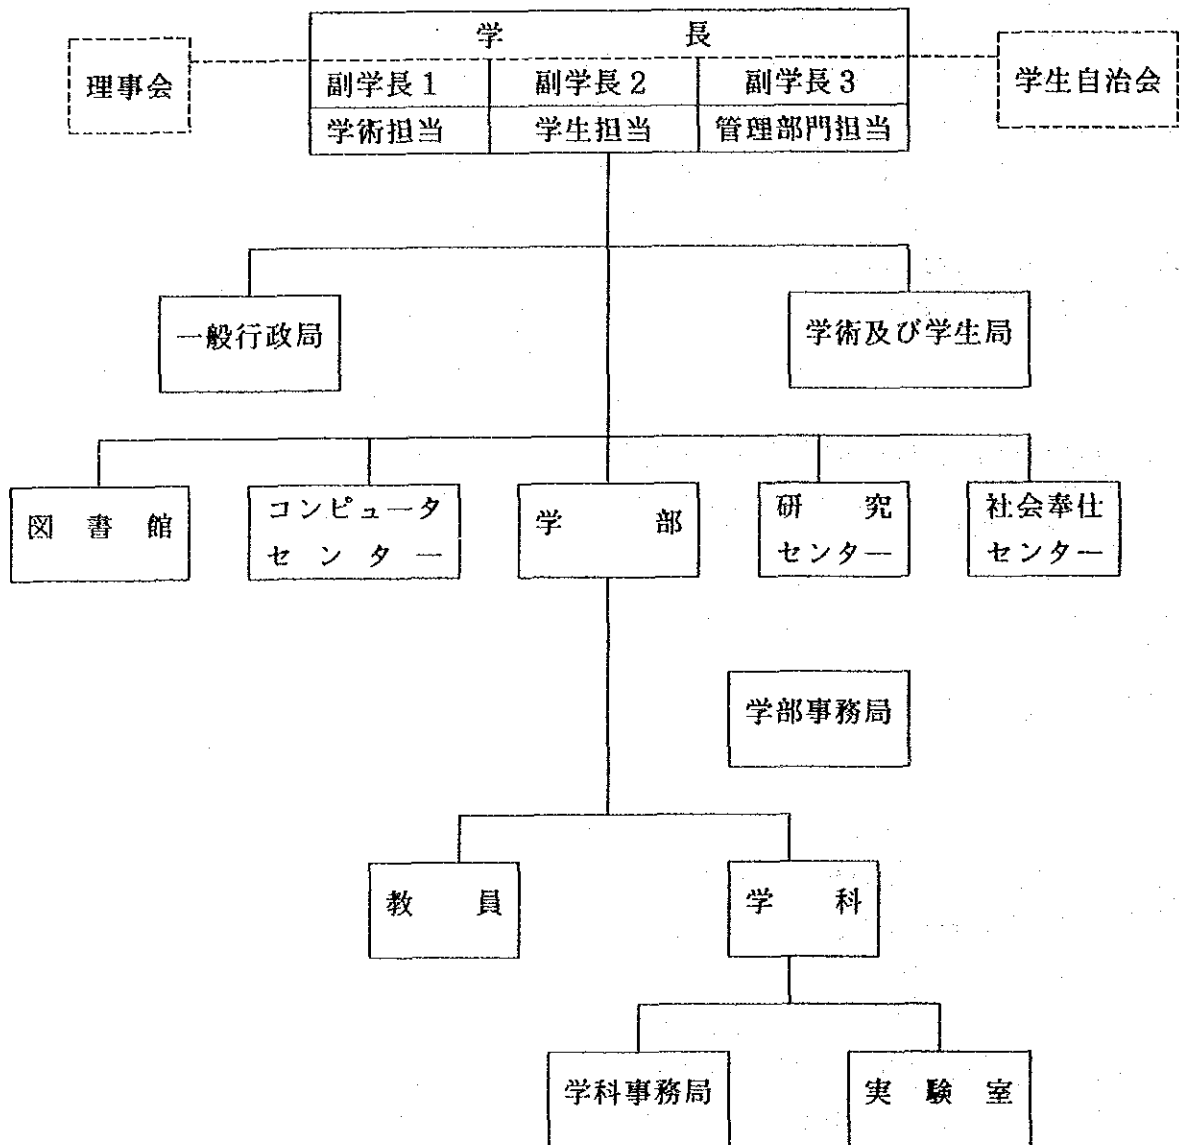 学　長
理事会
学生自治会
副学長1　副学長2　副学長3
学術担当　学生担当　管理部門担当
一般行政局
学術及び学生局
図書館
コンピュータ
センター
学部
研究
センター
社会奉仕
センター
学部事務局
教員
学科
学科事務局
実験室